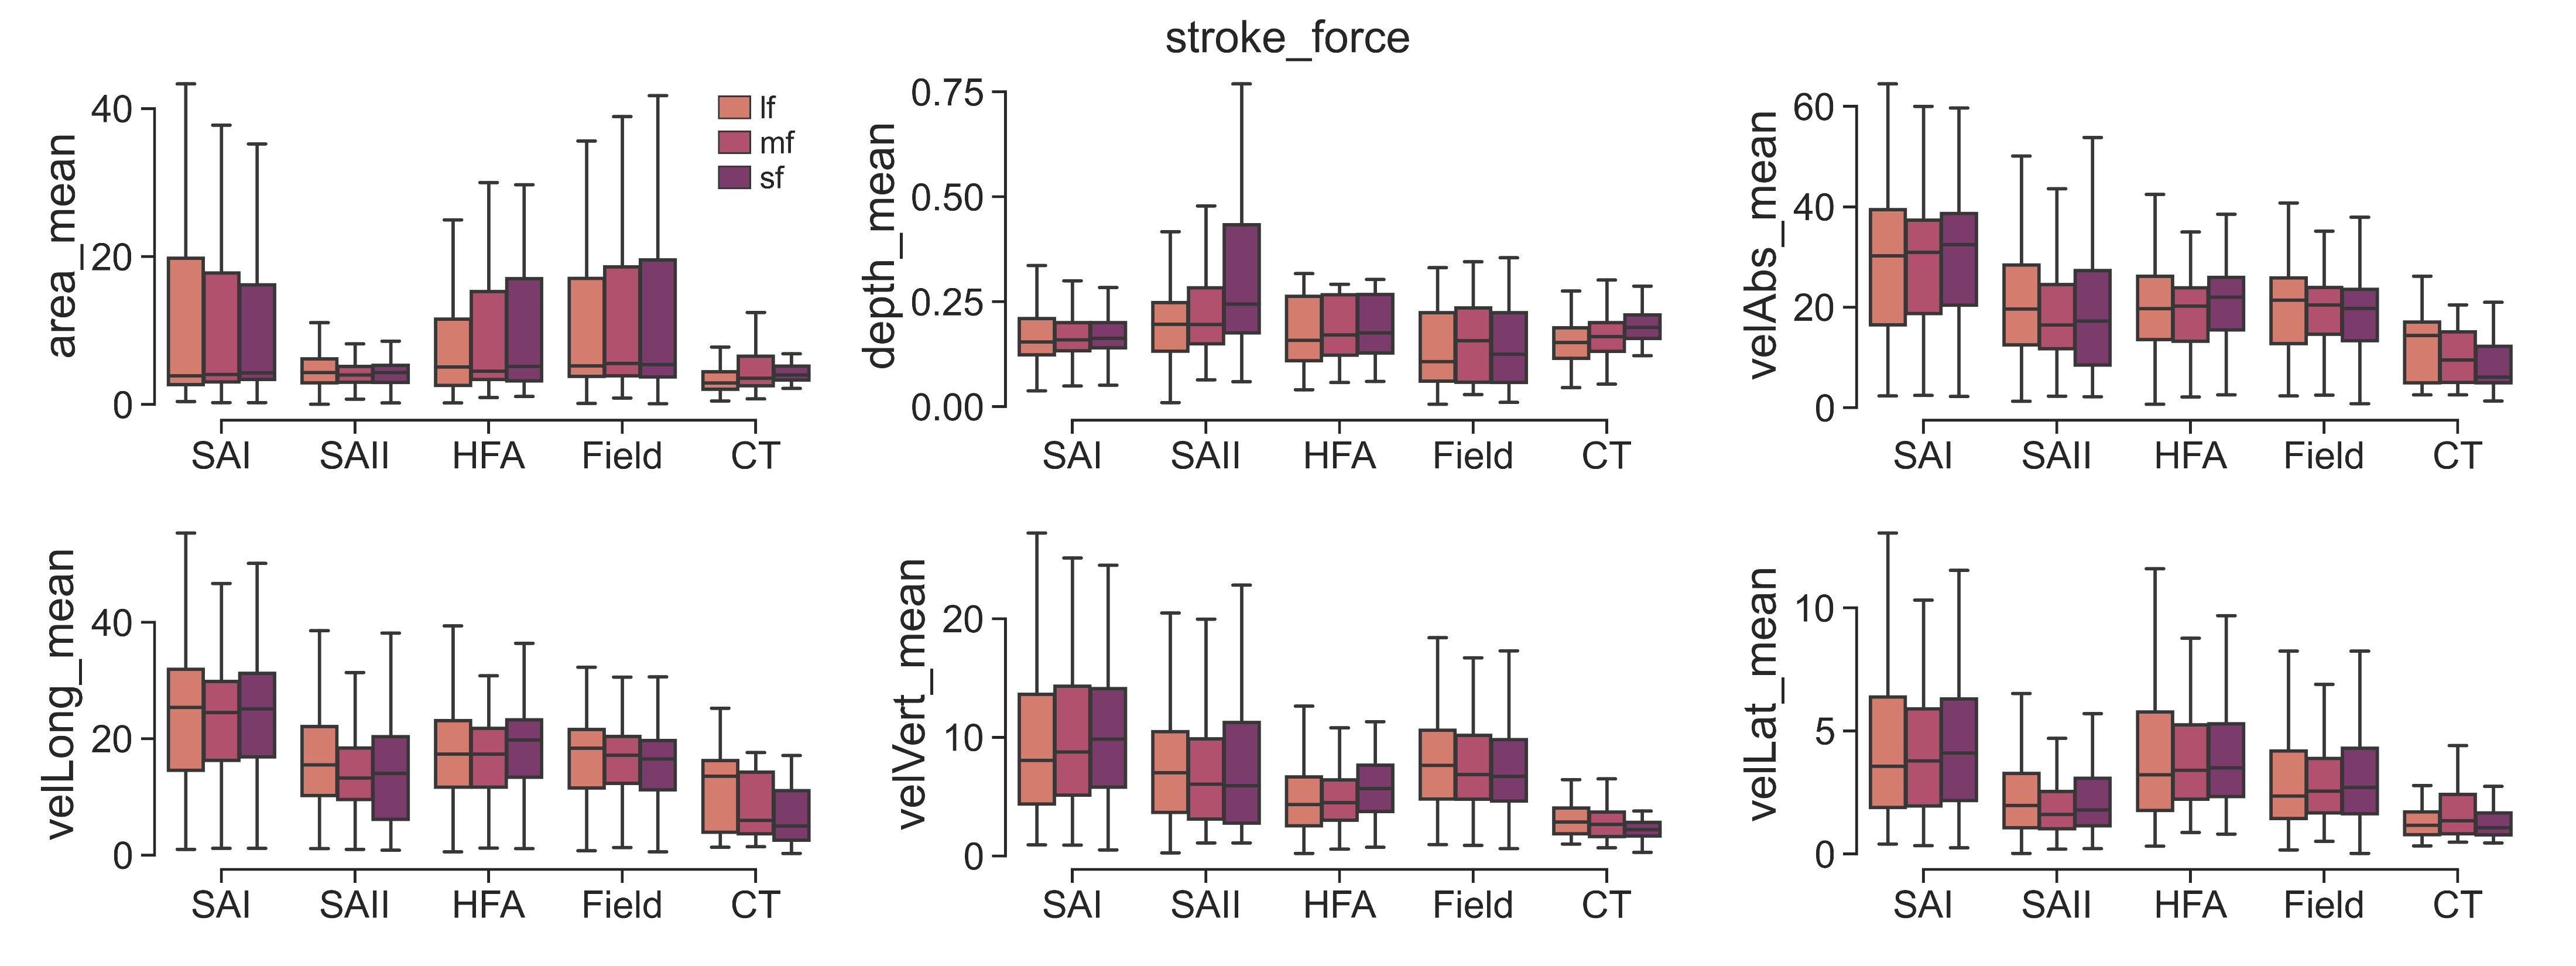 stroke_force
area_mean
40
20
0
lf
mf
sf
SAI SAII HFA Field CT
depth_mean
0.75
0.50
0.25
0.00
SAI SAII HFA Field CT
velAbs_mean
60
40
20
0
SAI SAII HFA Field CT
velLong_mean
40
20
0
SAI SAII HFA Field CT
velVert_mean
20
10
0
SAI SAII HFA Field CT
velLat_mean
10
5
0
SAI SAII HFA Field CT